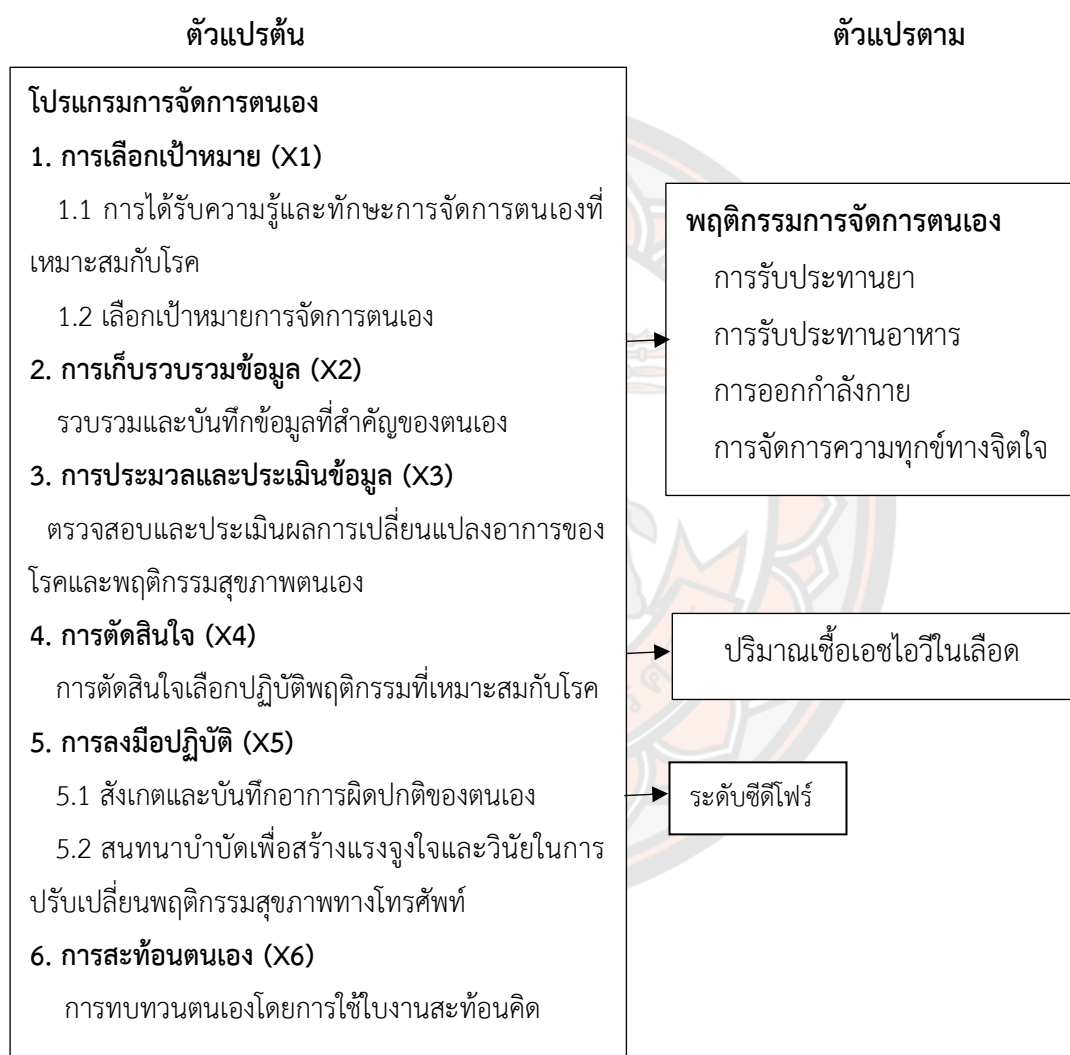 ตัวแปรต้น
ตัวแปรตาม
โปรแกรมการจัดการตนเอง
1. การเลือกเป้าหมาย (X1)
1.1 การได้รับความรู้และทักษะการจัดการตนเองที่
เหมาะสมกับโรค
1.2 เลือกเป้าหมายการจัดการตนเอง
2. การเก็บรวบรวมข้อมูล (X2)
รวบรวมและบันทึกข้อมูลที่สำคัญของตนเอง
3. การประมวลและประเมินข้อมูล (X3)
ตรวจสอบและประเมินผลการเปลี่ยนแปลงอาการของ
โรคและพฤติกรรมสุขภาพตนเอง
4. การตัดสินใจ (X4)
การตัดสินใจเลือกปฏิบัติพฤติกรรมที่เหมาะสมกับโรค
5. การลงมือปฏิบัติ (X5)
5.1 สังเกตและบันทึกอาการผิดปกติของตนเอง
5.2 สนทนาบำบัดเพื่อสร้างแรงจูงใจและวินัยในการ
ปรับเปลี่ยนพฤติกรรมสุขภาพทางโทรศัพท์
6. การสะท้อนตนเอง (X6)
การทบทวนตนเองโดยการใช้ใบงานสะท้อนคิด
พฤติกรรมการจัดการตนเอง
การรับประทานยา
การรับประทานอาหาร
การออกกำลังกาย
การจัดการความทุกข์ทางจิตใจ
ปริมาณเชื้อเอชไอวีในเลือด
ระดับซีดีโฟร์